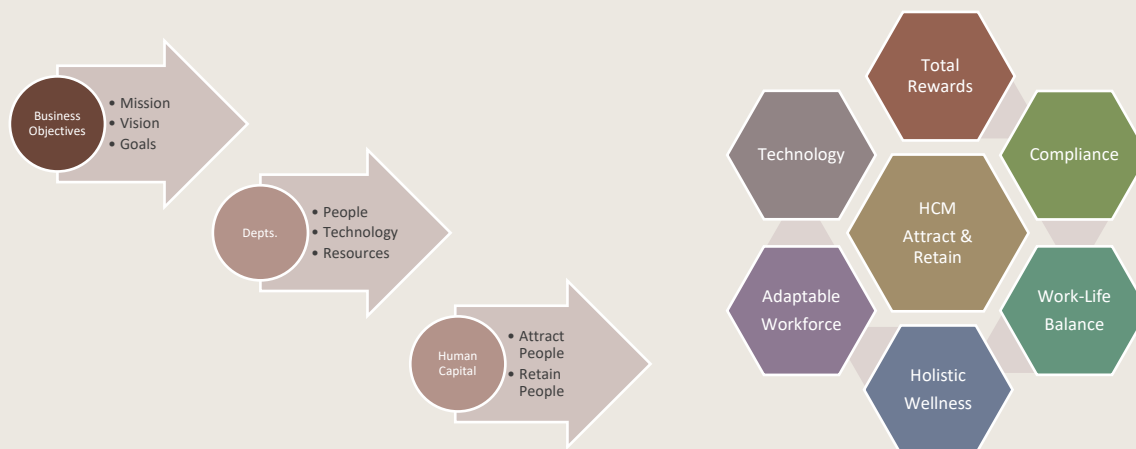 Business
Objectives
• Mission
• Vision
• Goals
Depts.
• People
• Technology
• Resources
Human
Capital
• Attract
People
• Retain
People
Total
Rewards
Technology
Compliance
HCM
Attract &
Retain
Adaptable
Workforce
Work-Life
Balance
Holistic
Wellness